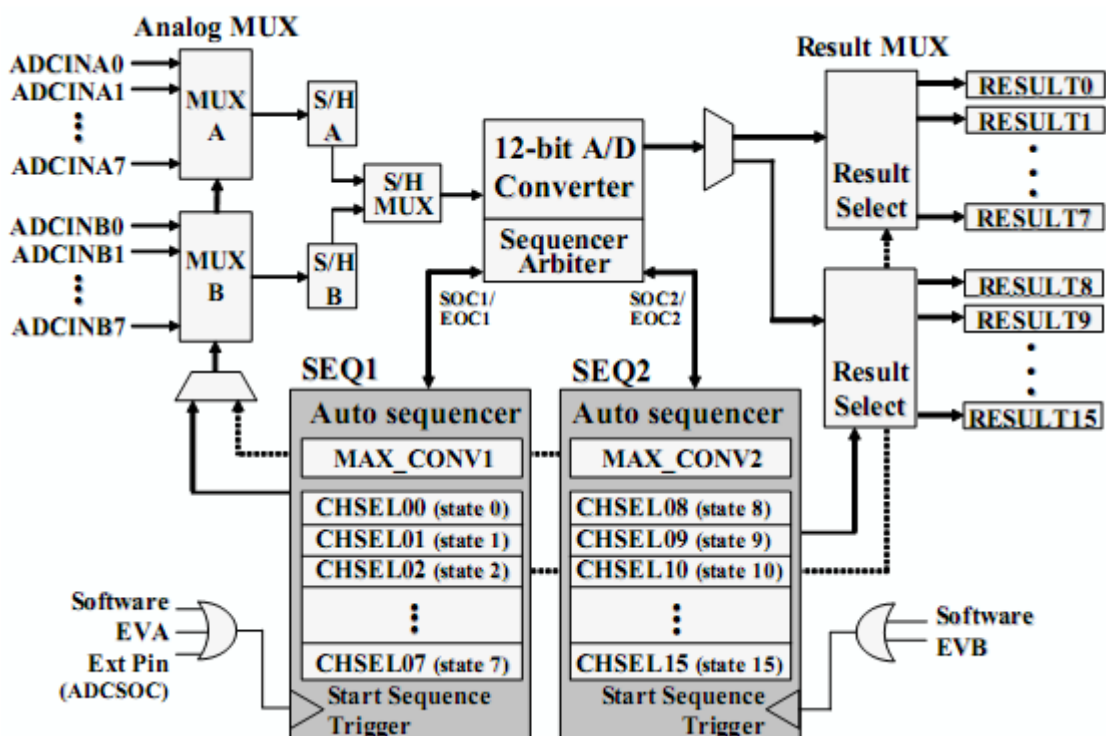 Analog MUX
ADCINA0
ADCINA1
ADCINA7
MUX
A
ADCINB0
ADCINB1
ADCINB7
MUX
B
S/H
A
S/H
B
S/H
MUX
12-bit A/D
Converter
Sequencer
Arbiter
SOC1/
EOC1
SOC2/
EOC2
Result MUX
Result
Select
RESULT0
RESULT1
RESULT7
Result
Select
RESULT8
RESULT9
RESULT15
SEQ1
Auto sequencer
MAX_CONV1
CHSEL00 (state 0)
CHSEL01 (state 1)
CHSEL02 (state 2)
CHSEL07 (state 7)
Start Sequence
Trigger
SEQ2
Auto sequencer
MAX_CONV2
CHSEL08 (state 8)
CHSEL09 (state 9)
CHSEL10 (state 10)
CHSEL15 (state 15)
Start Sequence
Trigger
Software
EVA
Ext Pin
(ADCSOC)
Software
EVB